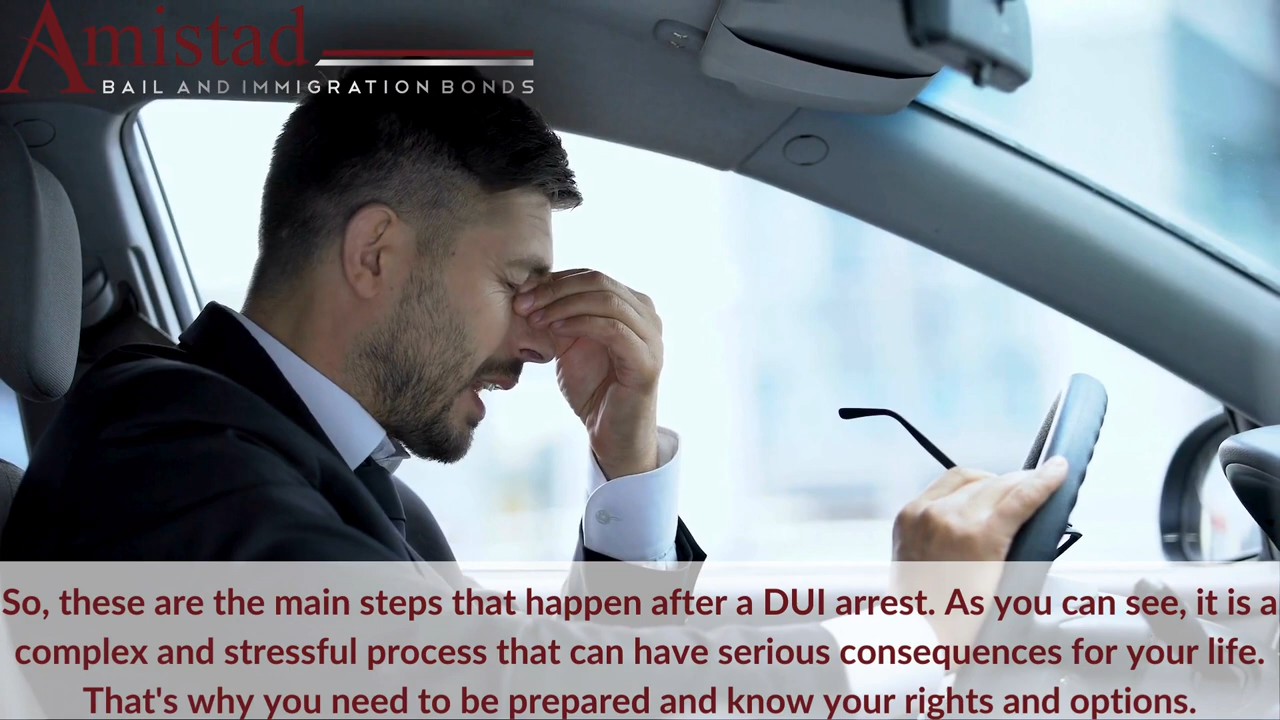 Amistad
BAIL AND IMMIGRATION BONDS
So, these are the main steps that happen after a DUI arrest. As you can see, it is a
complex and stressful process that can have serious consequences for your life.
That's why you need to be prepared and know your rights and options.